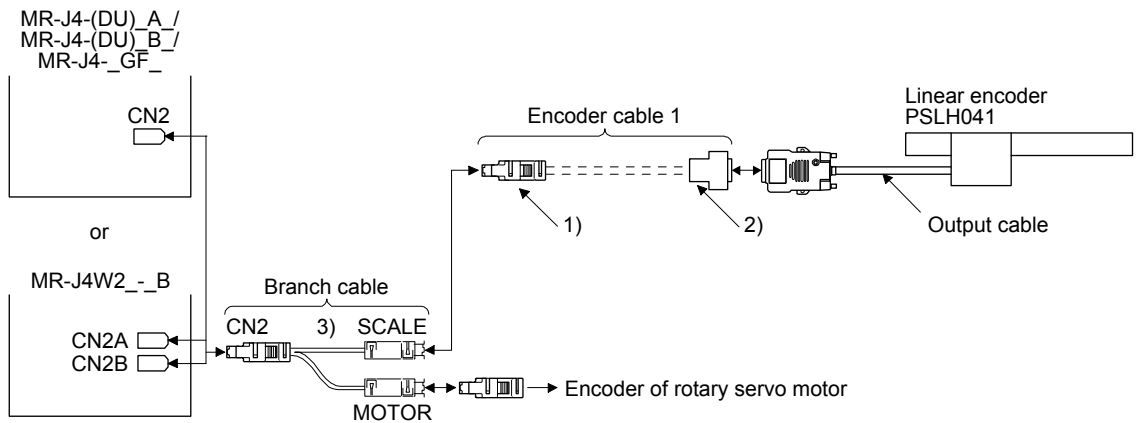 MR-J4-(DU)_A_/
MR-J4-(DU)_B_/
MR-J4-_GF_
CN2
or
MR-J4W2_-_B
CN2A
CN2B
Branch cable
CN2
3)
SCALE
MOTOR
Encoder of rotary servo motor
Encoder cable 1
1)
2)
Linear encoder
PSLH041
Output cable